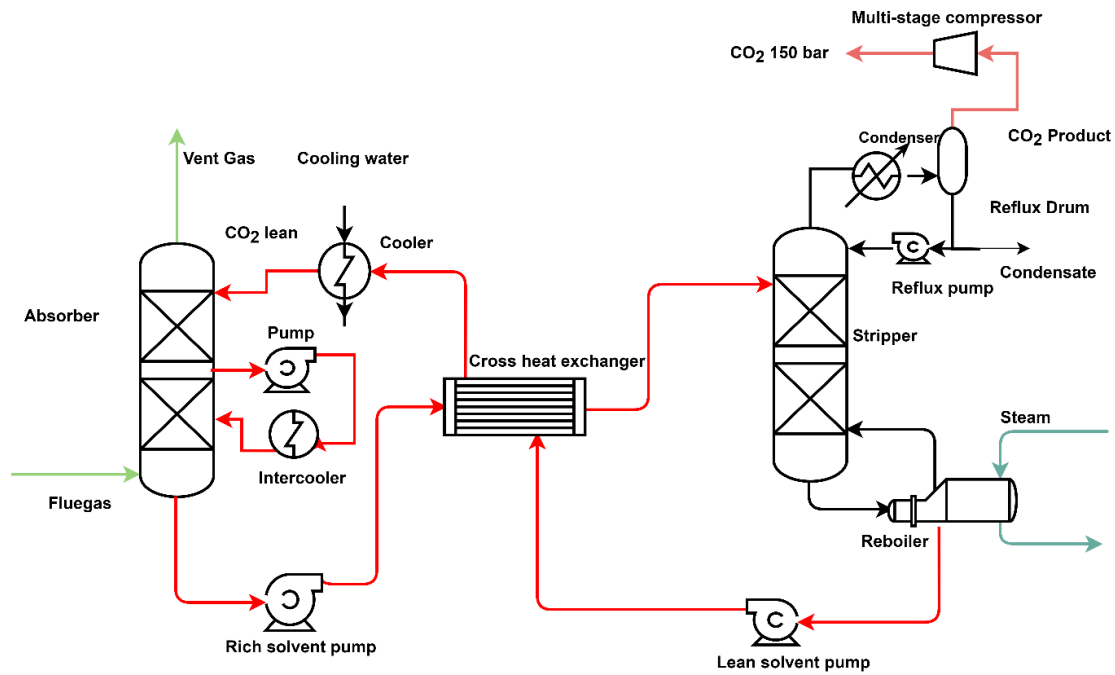 Multi-stage compressor
CO2 150 bar
Condenser
CO2 Product
Vent Gas
Cooling water
Reflux Drum
CO2 lean
Cooler
Condensate
Reflux pump
Absorber
Pump
Stripper
Cross heat exchanger
Steam
Intercooler
Fluegas
Reboiler
Rich solvent pump
Lean solvent pump